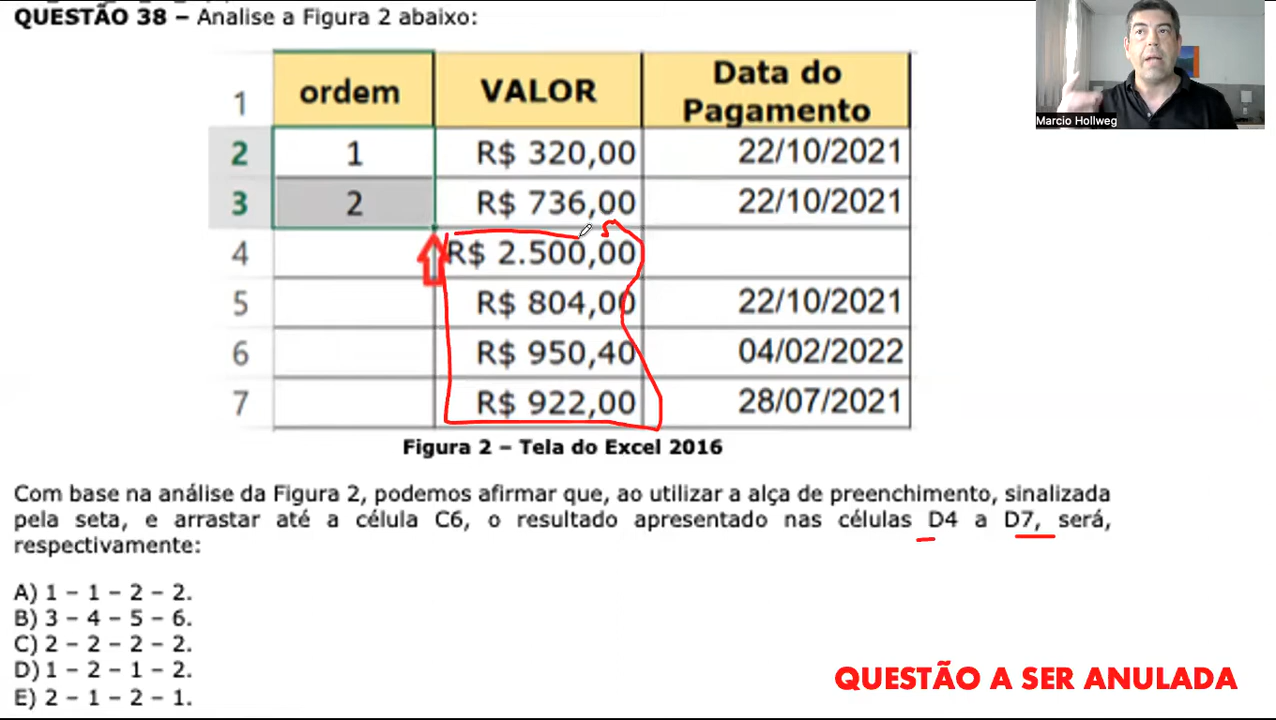 QUESTÃO 38 – Analise a Figura 2 abaixo:
Marcio Hollweg
1 ordem VALOR Data do Pagamento
2 1 R$ 320,00 22/10/2021
3 2 R$ 736,00 22/10/2021
4 R$ 2.500,00
5 R$ 804,00 22/10/2021
6 R$ 950,40 04/02/2022
7 R$ 922,00 28/07/2021
Figura 2 – Tela do Excel 2016
Com base na análise da Figura 2, podemos afirmar que, ao utilizar a alça de preenchimento, sinalizada
pela seta, e arrastar até a célula C6, o resultado apresentado nas células D4 a D7, será,
respectivamente:
A) 1 – 1 – 2 – 2.
B) 3 – 4 – 5 – 6.
C) 2 – 2 – 2 – 2.
D) 1 – 2 – 1 – 2.
E) 2 – 1 – 2 – 1.
QUESTÃO A SER ANULADA